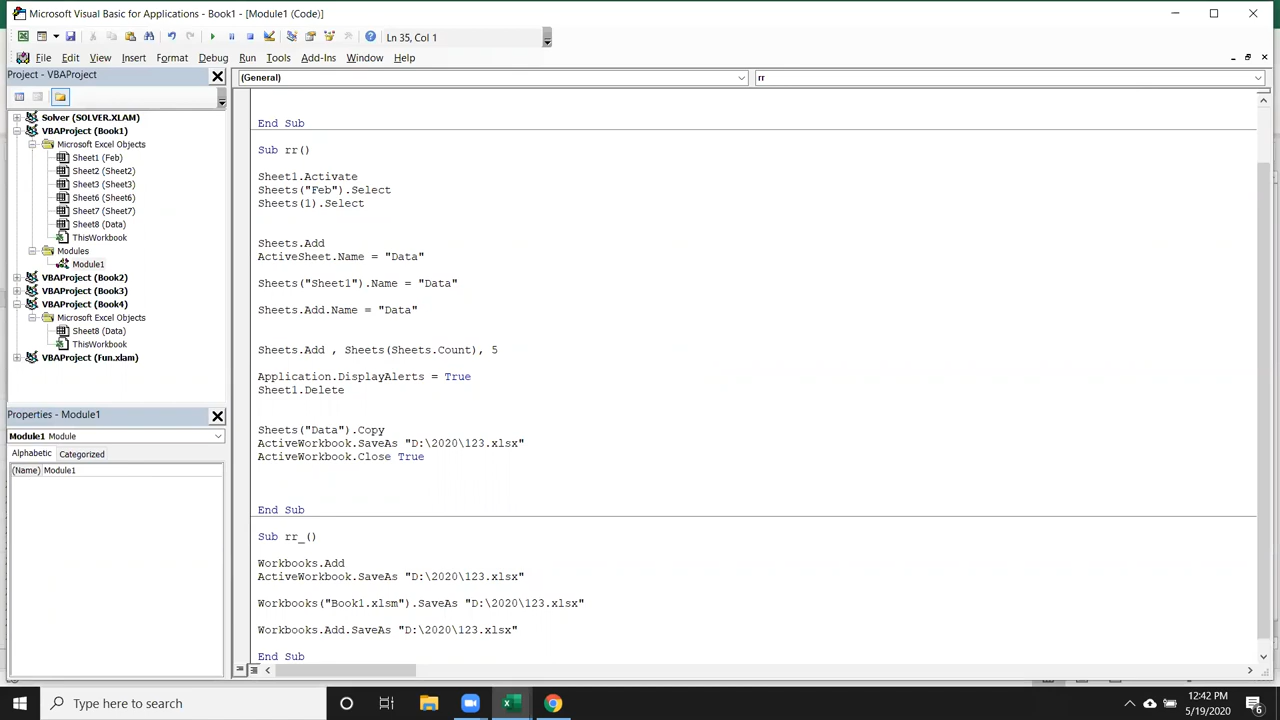 Microsoft Visual Basic for Applications - Book1 - [Module1 (Code)]
Ln 35, Col 1
File Edit View Insert Format Debug Run Tools Add-Ins Window Help
Project - VBAProject
(General)
rr
Solver (SOLVER.XLAM)
VBAProject (Book1)
Microsoft Excel Objects
Sheet1 (Feb)
Sheet2 (Sheet2)
Sheet3 (Sheet3)
Sheet6 (Sheet6)
Sheet7 (Sheet7)
Sheet8 (Data)
ThisWorkbook
Modules
Module1
VBAProject (Book2)
VBAProject (Book3)
VBAProject (Book4)
Microsoft Excel Objects
Sheet8 (Data)
ThisWorkbook
VBAProject (Fun.xlam)
Properties - Module1
Module1 Module
Alphabetic Categorized
(Name) Module1
End Sub
Sub rr()
Sheet1.Activate
Sheets("Feb").Select
Sheets(1).Select
Sheets.Add
ActiveSheet.Name = "Data"
Sheets("Sheet1").Name = "Data"
Sheets.Add.Name = "Data"
Sheets.Add , Sheets(Sheets.Count), 5
Application.DisplayAlerts = True
Sheet1.Delete
Sheets("Data").Copy
ActiveWorkbook.SaveAs "D:\2020\123.xlsx"
ActiveWorkbook.Close True
End Sub
Sub rr_()
Workbooks.Add
ActiveWorkbook.SaveAs "D:\2020\123.xlsx"
Workbooks("Book1.xlsm").SaveAs "D:\2020\123.xlsx"
Workbooks.Add.SaveAs "D:\2020\123.xlsx"
End Sub
Type here to search
12:42 PM
5/19/2020
6